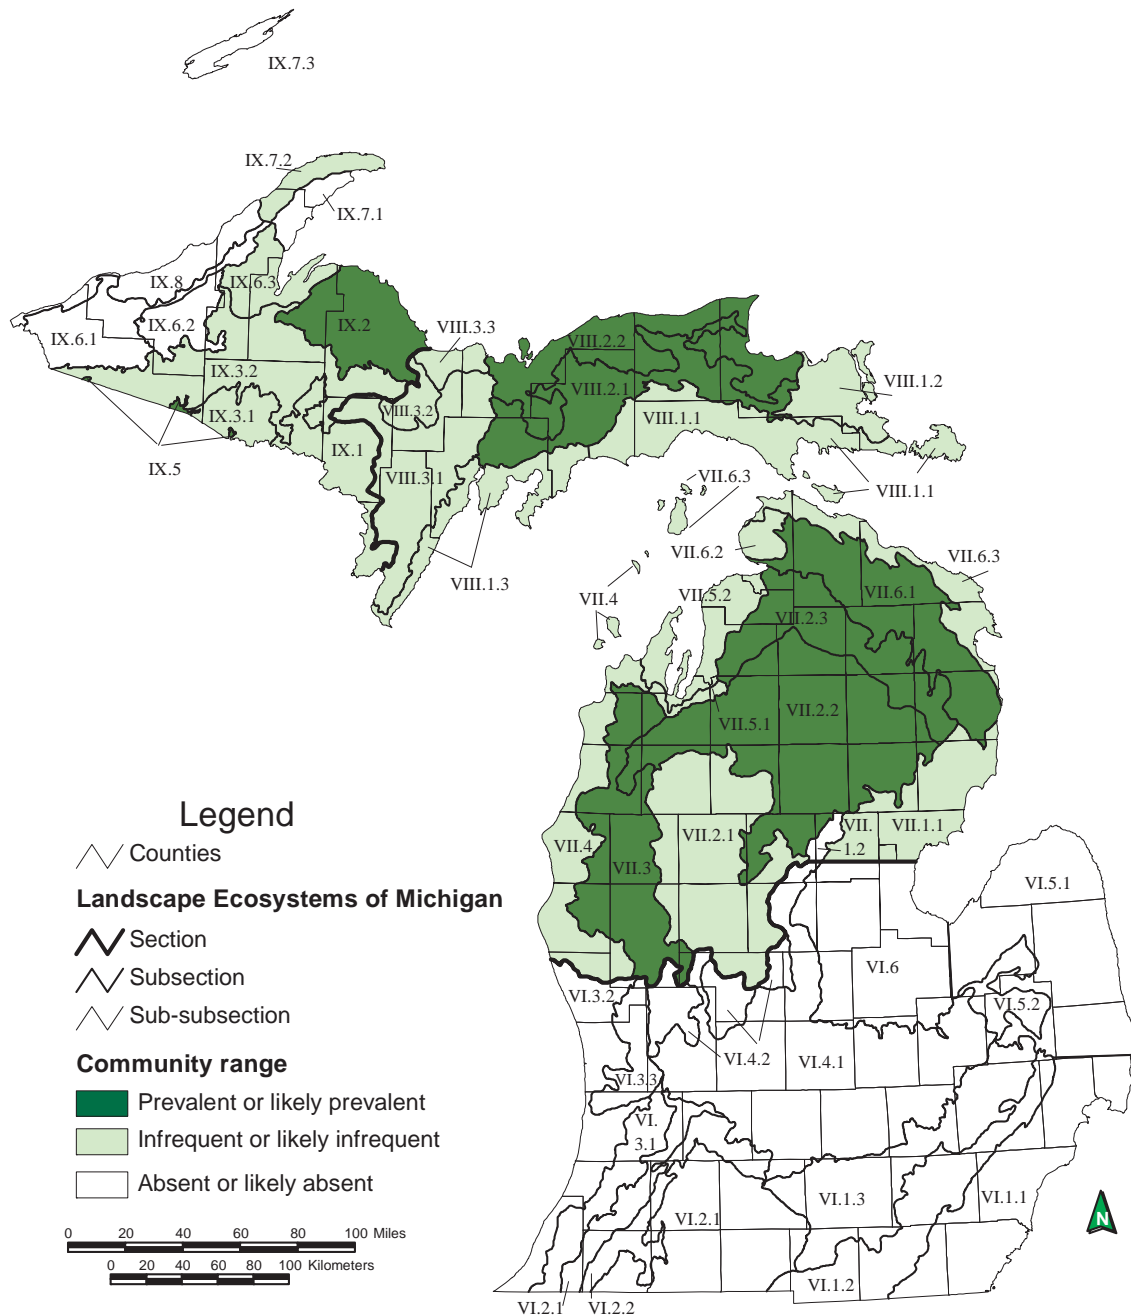 IX.7.3
IX.7.2
IX.7.1
IX.8
IX.6.3
IX.6.1
IX.6.2
IX.2
VIII.3.3
VIII.2.2
IX.3.2
VIII.2.1
VIII.1.2
IX.3.1
VIII.3.2
VIII.1.1
IX.1
IX.5
VIII.3.1
VII.6.3
VIII.1.1
VII.6.2
VII.6.3
VIII.1.3
VII.4
VII.5.2
VII.6.1
VII.2.3
VII.5.1
VII.2.2
VII.4
VII.3
VII.2.1
VII.
1.2
VII.1.1
Legend
Counties
Landscape Ecosystems of Michigan
Section
Subsection
Sub-subsection
Community range
Prevalent or likely prevalent
Infrequent or likely infrequent
Absent or likely absent
0 20 40 60 80 100 Miles
0 20 40 60 80 100 Kilometers
VI.5.1
VI.6
VI.3.2
VI.5.2
VI.4.2
VI.4.1
VI.3.3
VI.
3.1
VI.1.3
VI.1.1
VI.2.1
N
VI.2.1
VI.2.2
VI.1.2